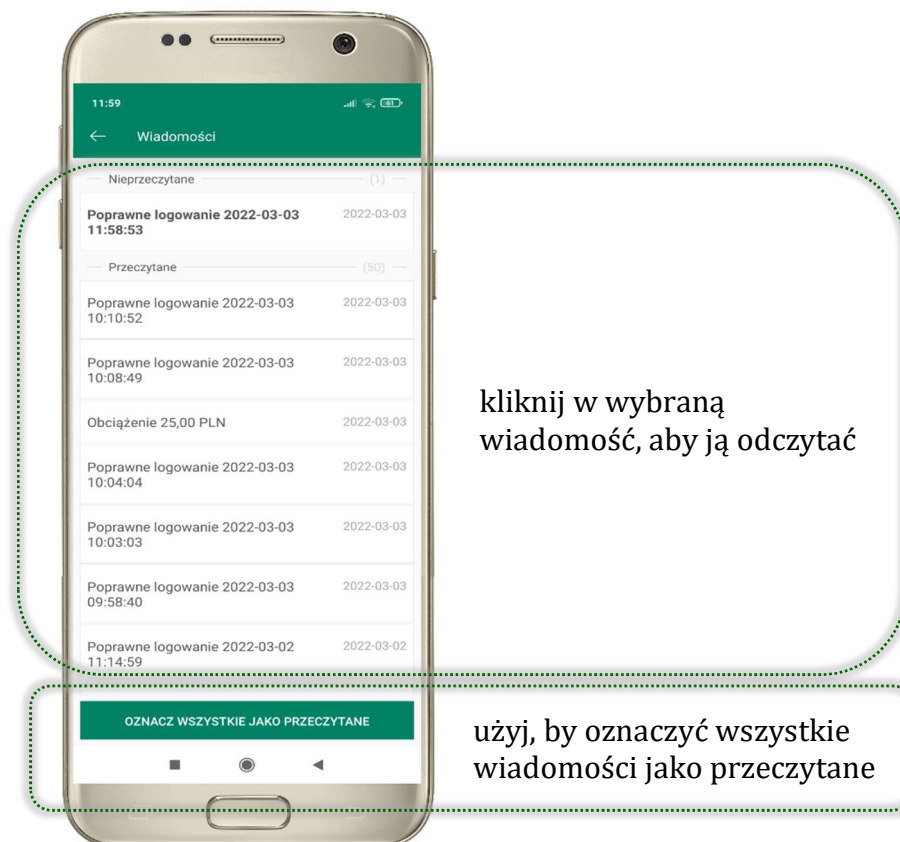 11:59 61
Wiadomości
Nieprzeczytane (1)
Poprawne logowanie 2022-03-03 2022-03-03
11:58:53
Przeczytane (50)
Poprawne logowanie 2022-03-03 2022-03-03
10:10:52
Poprawne logowanie 2022-03-03 2022-03-03
10:08:49
Obciążenie 25,00 PLN 2022-03-03
Poprawne logowanie 2022-03-03 2022-03-03
10:04:04
Poprawne logowanie 2022-03-03 2022-03-03
10:03:03
Poprawne logowanie 2022-03-03 2022-03-03
09:58:40
Poprawne logowanie 2022-03-02 2022-03-02
11:14:59
kliknij w wybraną
wiadomość, aby ją odczytać
OZNACZ WSZYSTKIE JAKO PRZECZYTANE
użyj, by oznaczyć wszystkie
wiadomości jako przeczytane